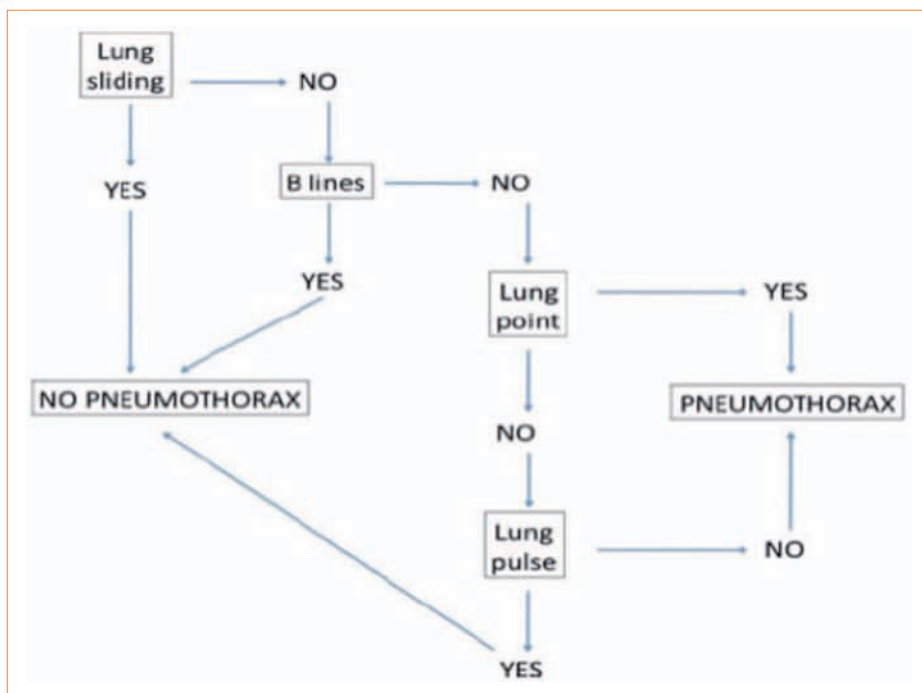 Lung
sliding
NO
YES
B lines
NO
YES
Lung
point
YES
NO PNEUMOTHORAX
PNEUMOTHORAX
NO
Lung
pulse
NO
YES